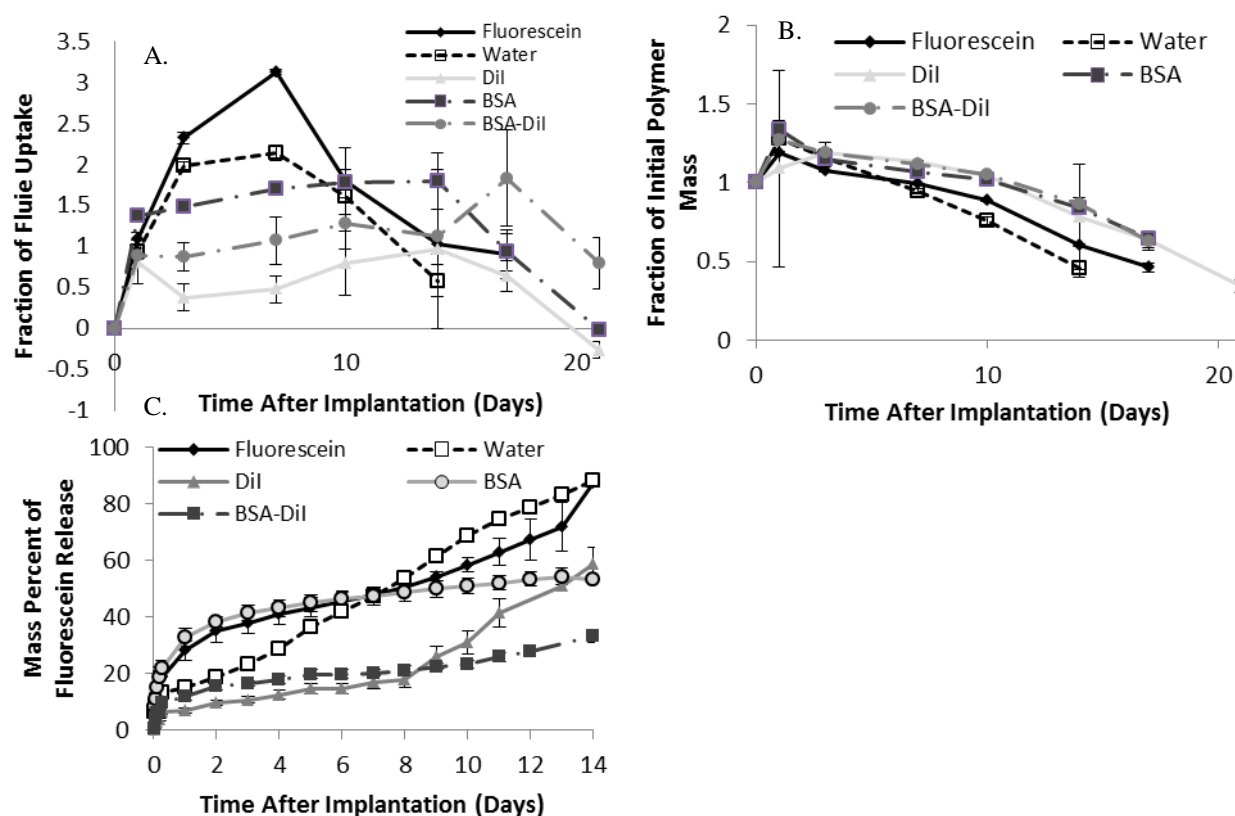 A.
Fluorescein
Water
DiI
BSA
BSA-DiI
3.5
3
2.5
2
1.5
1
0.5
0
-0.5
-1
0 10 20
Fraction of Fluie Uptake
Time After Implantation (Days)
B.
Fluorescein Water
DiI BSA
BSA-DiI
2
1.5
1
0.5
0
0 10 20
Fraction of Initial Polymer
Mass
Time After Implantation (Days)
C.
Fluorescein Water
DiI BSA
BSA-DiI
100
80
60
40
20
0
0 2 4 6 8 10 12 14
Mass Percent of
Fluorescein Release
Time After Implantation (Days)